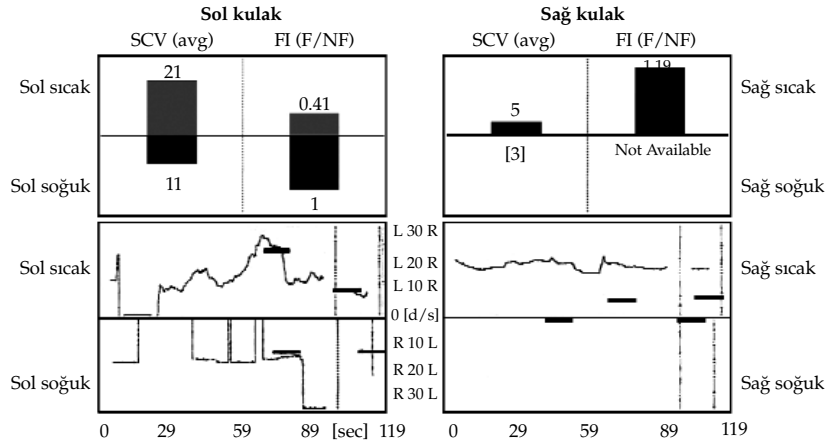 Sol kulak
Sağ kulak
SCV (avg) FI (F/NF)
SCV (avg) FI (F/NF)
Sol sıcak
21
0.41
5
1.19
Sağ sıcak
Sol soğuk
11
1
[3]
Not Available
Sağ soğuk
Sol sıcak
L 30 R
L 20 R
L 10 R
0 [d/s]
Sağ sıcak
Sol soğuk
R 10 L
R 20 L
R 30 L
Sağ soğuk
0 29 59 89 [sec] 119
0 29 59 89 119